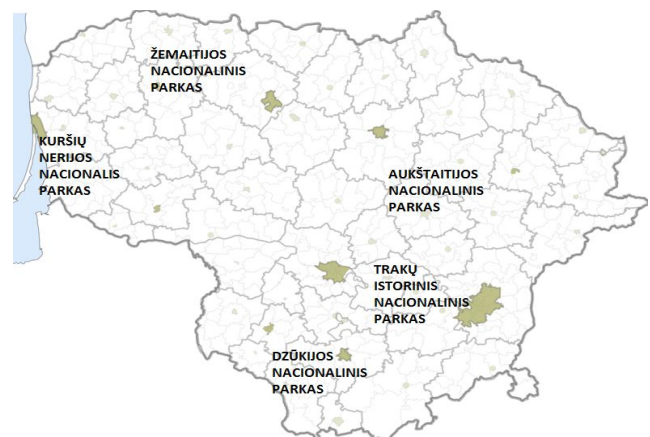 ŽEMAITIJOS
NACIONALINIS
PARKAS
KURŠIŲ
NERIJOS
NACIONALIS
PARKAS
AUKŠTAITIJOS
NACIONALINIS
PARKAS
TRAKŲ
ISTORINIS
NACIONALINIS
PARKAS
DZŪKIJOS
NACIONALINIS
PARKAS